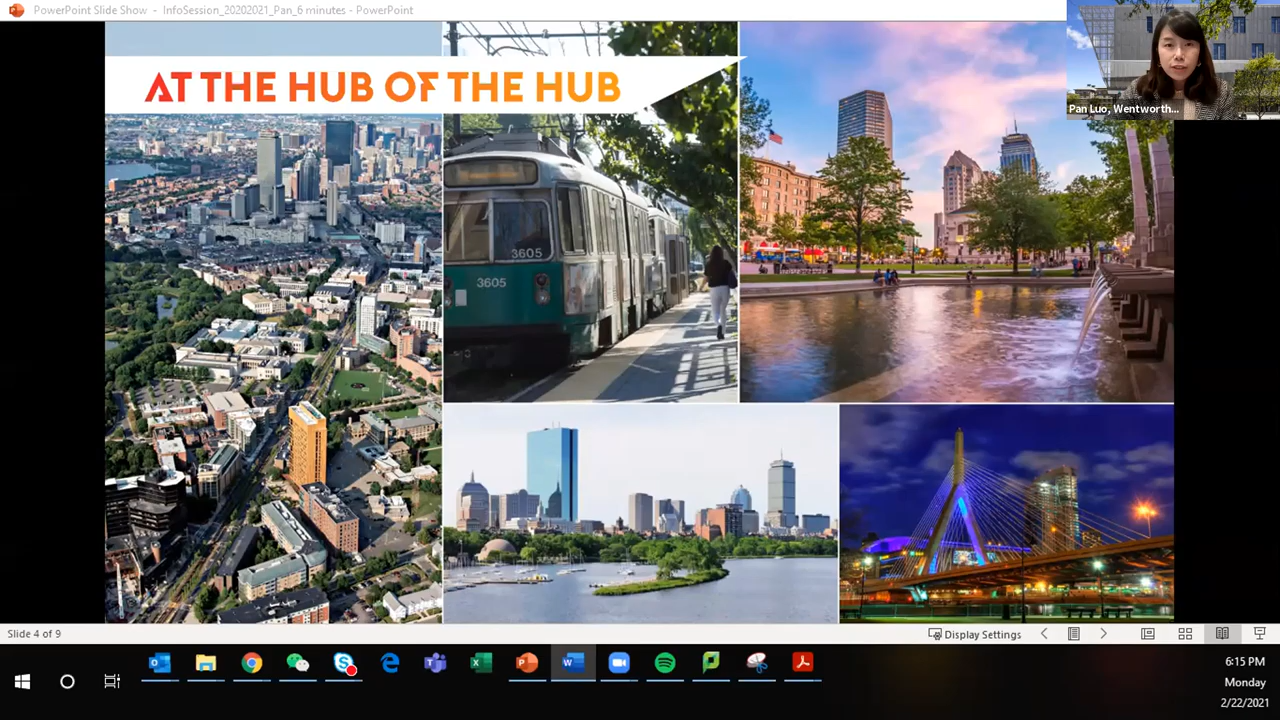 PowerPoint Slide Show - InfoSession_20202021_Pan_6 minutes - PowerPoint
AT THE HUB OF THE HUB
Pan Luo, Wentworth...
3605
3605
Slide 4 of 9
Display Settings
6:15 PM
Monday
2/22/2021